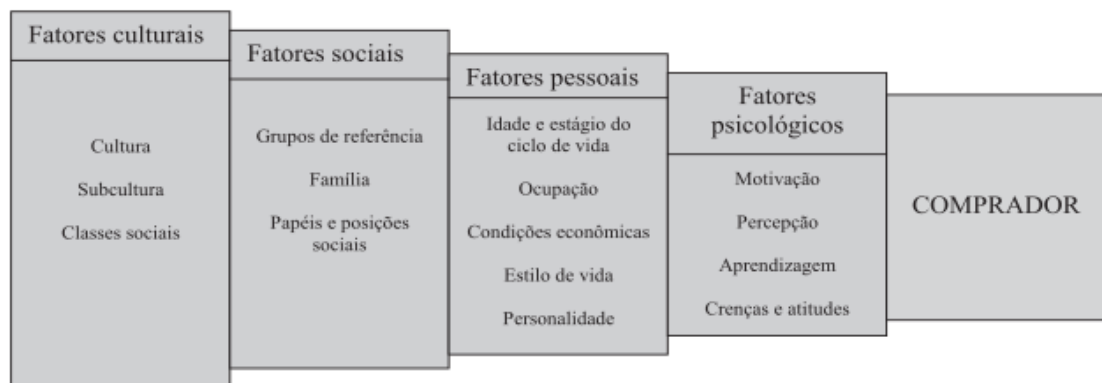 Fatores culturais
Cultura
Subcultura
Classes sociais
Fatores sociais
Grupos de referência
Família
Papéis e posições
sociais
Fatores pessoais
Idade e estágio do
ciclo de vida
Ocupação
Condições econômicas
Estilo de vida
Personalidade
Fatores
psicológicos
Motivação
Percepção
Aprendizagem
Crenças e atitudes
COMPRADOR